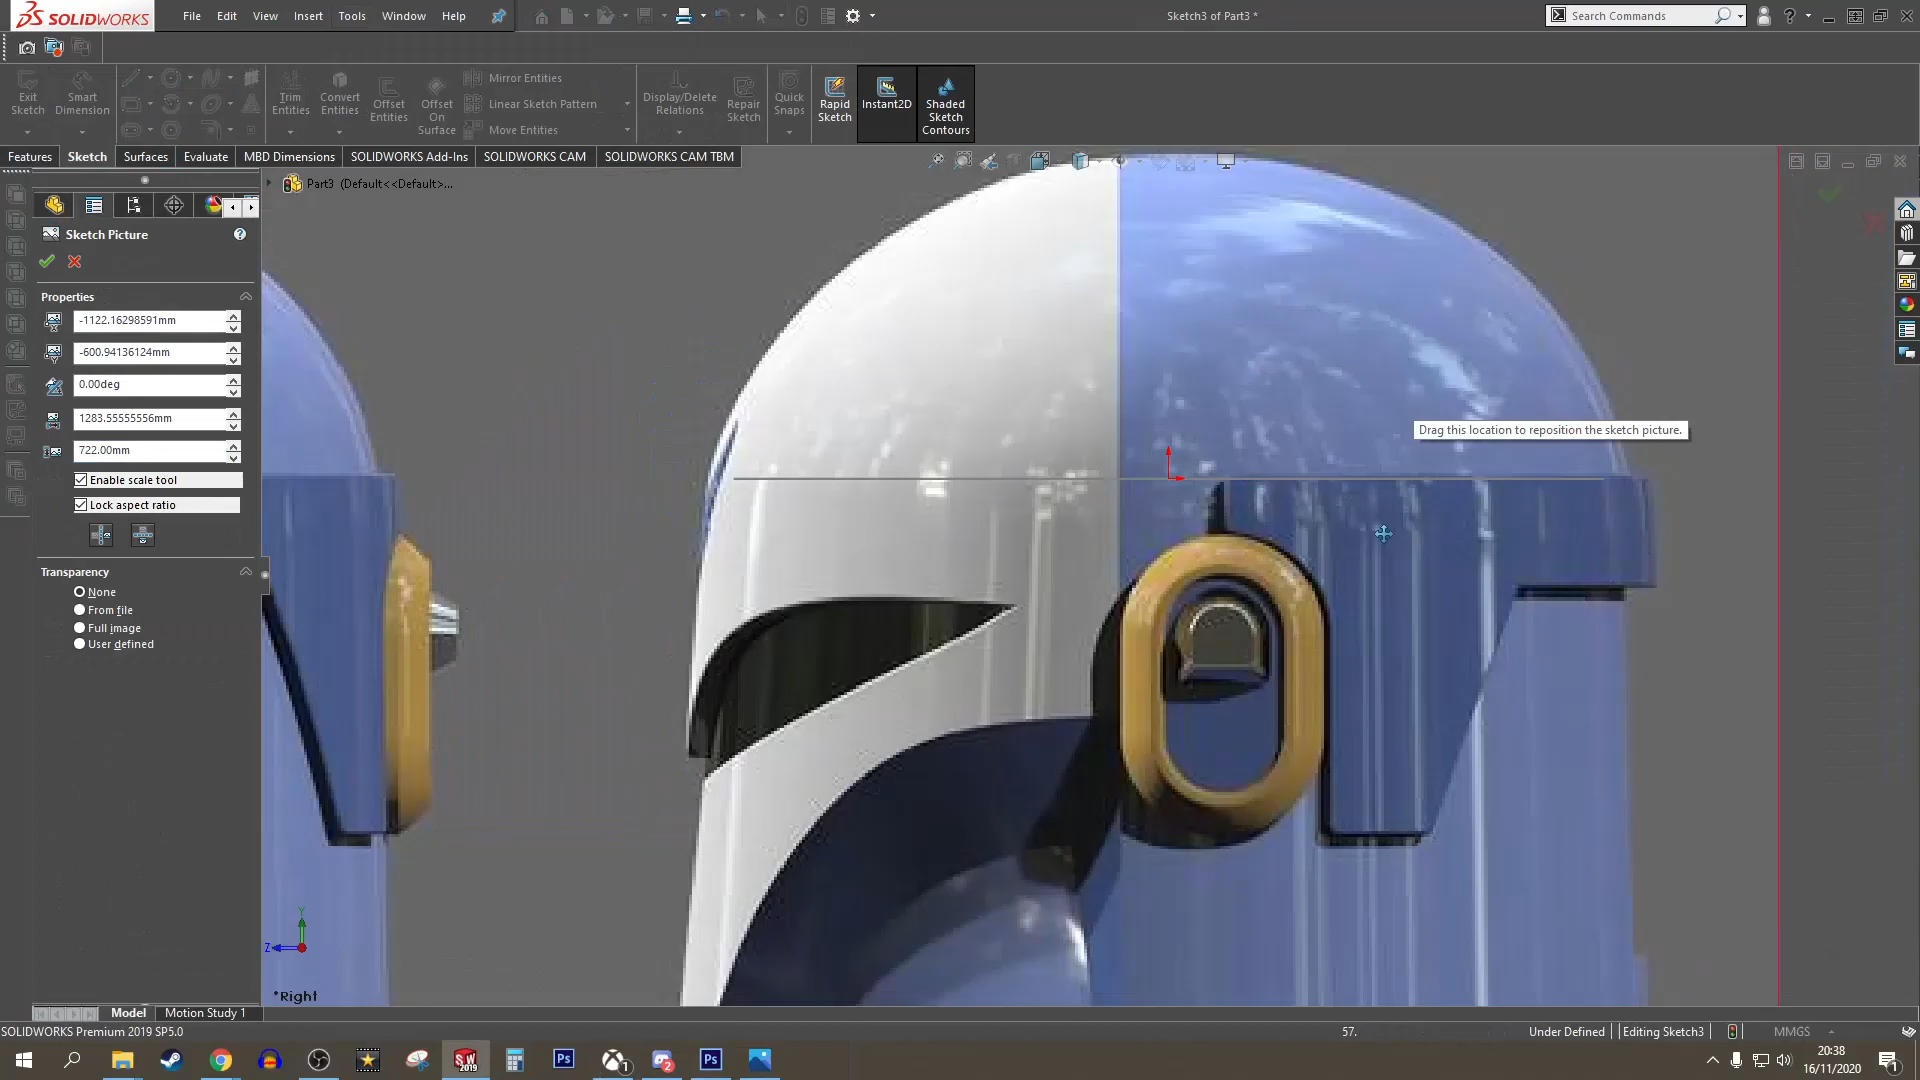 SOLIDWORKS
File Edit View Insert Tools Window Help
Sketch3 of Part3 *
Search Commands
Exit Sketch
Smart Dimension
Trim Entities
Convert Entities
Offset Entities
Offset On Surface
Mirror Entities
Linear Sketch Pattern
Move Entities
Display/Delete Relations
Repair Sketch
Quick Snaps
Rapid Sketch
Instant2D
Shaded Sketch Contours
Features Sketch Surfaces Evaluate MBD Dimensions SOLIDWORKS Add-Ins SOLIDWORKS CAM SOLIDWORKS CAM TBM
Part3 (Default<<Default>...
Sketch Picture
Properties
-1122.16298591mm
-600.94136124mm
0.00deg
1283.55555556mm
722.00mm
Enable scale tool
Lock aspect ratio
Transparency
None
From file
Full image
User defined
Drag this location to reposition the sketch picture.
Y
Z
*Right
Model Motion Study 1
SOLIDWORKS Premium 2019 SP5.0
57.
Under Defined
Editing Sketch3
MMGS
20:38
16/11/2020